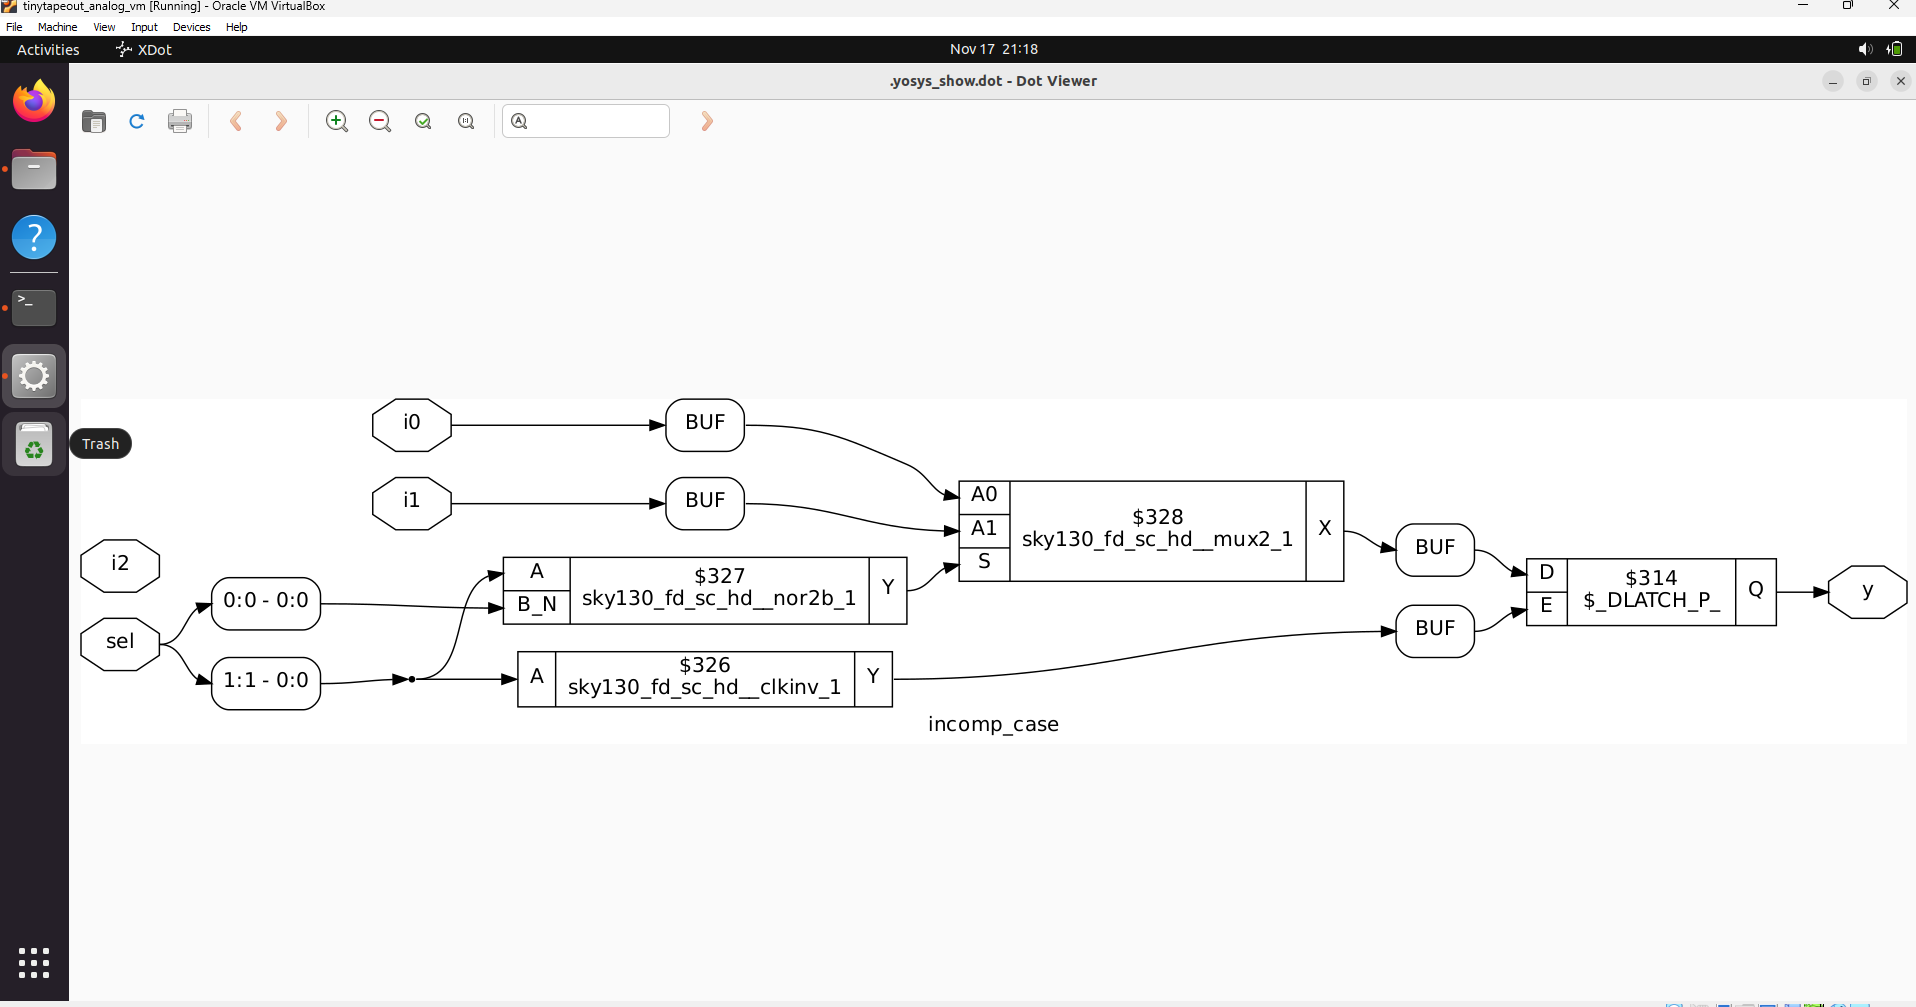 tinytapeout_analog_vm [Running] - Oracle VM VirtualBox
File Machine View Input Devices Help
Activities XDot Nov 17 21:18
.yosys_show.dot - Dot Viewer
Trash
i0
BUF
i1
BUF
i2
sel
0:0 - 0:0
1:1 - 0:0
A
B_N
$327
sky130_fd_sc_hd__nor2b_1
Y
A
$326
sky130_fd_sc_hd__clkinv_1
Y
A0
A1
S
$328
sky130_fd_sc_hd__mux2_1
X
BUF
BUF
D
E
$314
$_DLATCH_P_
Q
y
incomp_case